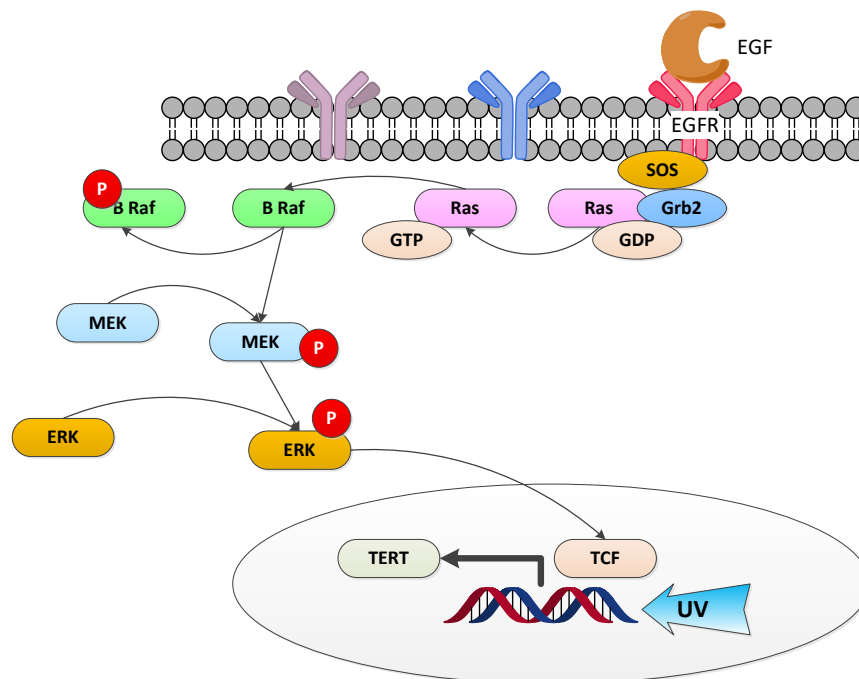 EGF
EGFR
SOS
P
B Raf
B Raf
Ras
Ras
Grb2
GTP
GDP
MEK
MEK
P
P
ERK
ERK
TERT
TCF
UV